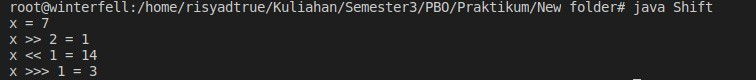 root@winterfell:/home/risyadtrue/Kuliahan/Semester3/PBO/Praktikum/New folder# java Shift
x = 7
x >> 2 = 1
x << 1 = 14
x >>> 1 = 3